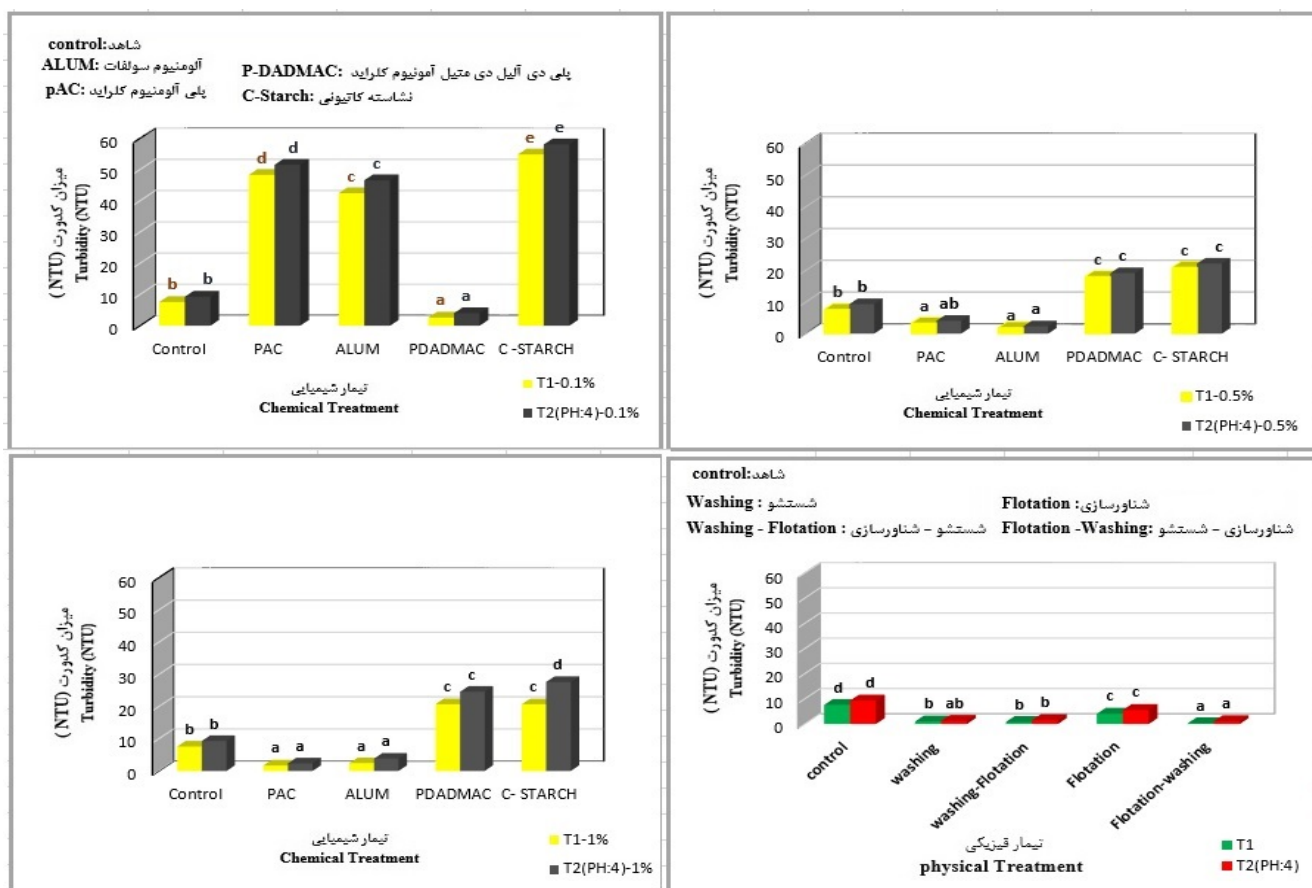 control:شاهد
ALUM: آلومنیوم سولفات
P-DADMAC: پلی دی آلیل دی متیل آمونیوم کلراید
pAC: پلی آلومنیوم کلراید
C-Starch: نشاسته کاتیونی
میزان کدورت (NTU)
Turbidity (NTU)
60
50
40
30
20
10
0
b b d d c c a a e e
Control PAC ALUM PDADMAC C -STARCH
تیمار شیمیایی
Chemical Treatment
T1-0.1%
T2(PH:4)-0.1%
میزان کدورت (NTU)
Turbidity (NTU)
60
50
40
30
20
10
0
b b a ab a a c c c c
Control PAC ALUM PDADMAC C- STARCH
تیمار شیمیایی
Chemical Treatment
T1-0.5%
T2(PH:4)-0.5%
میزان کدورت (NTU)
Turbidity (NTU)
60
50
40
30
20
10
0
b b a a a a c c c d
Control PAC ALUM PDADMAC C- STARCH
تیمار شیمیایی
Chemical Treatment
T1-1%
T2(PH:4)-1%
control:شاهد
Washing : شستشو
Flotation: شناورسازی
Washing - Flotation : شستشو - شناورسازی
Flotation -Washing: شناورسازی - شستشو
میزان کدورت (NTU)
Turbidity (NTU)
60
50
40
30
20
10
0
d d b ab b b c c a a
control washing washing-Flotation Flotation Flotation-washing
تیمار قیزیکی
physical Treatment
T1
T2(PH:4)